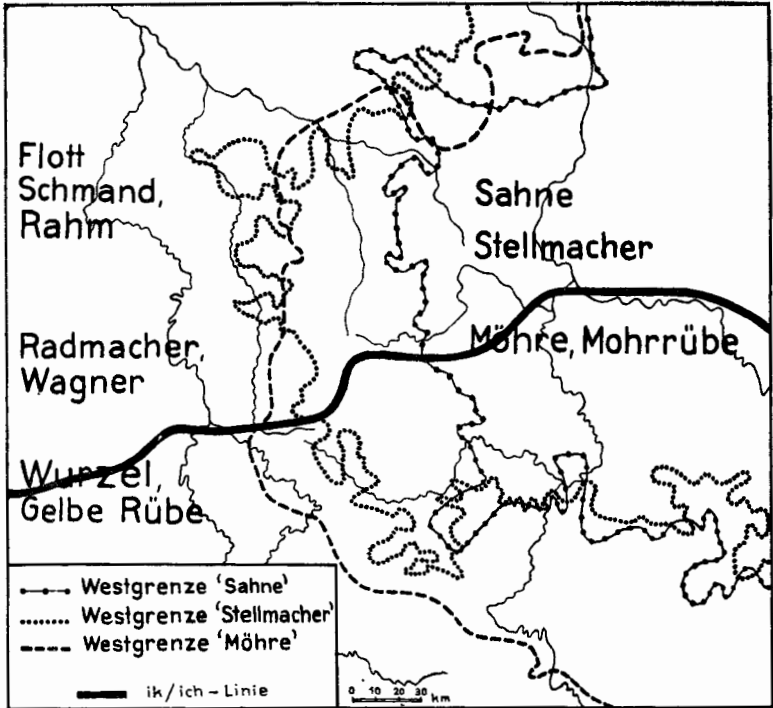 Flott
Schmand,
Rahm
Sahne
Stellmacher
Radmacher,
Wagner
Möhre, Mohrrübe
Wurzel,
Gelbe Rübe
Westgrenze ‘Sahne’
Westgrenze ‘Stellmacher’
Westgrenze ‘Möhre’
ik/ich – Linie
0 10 20 30 km